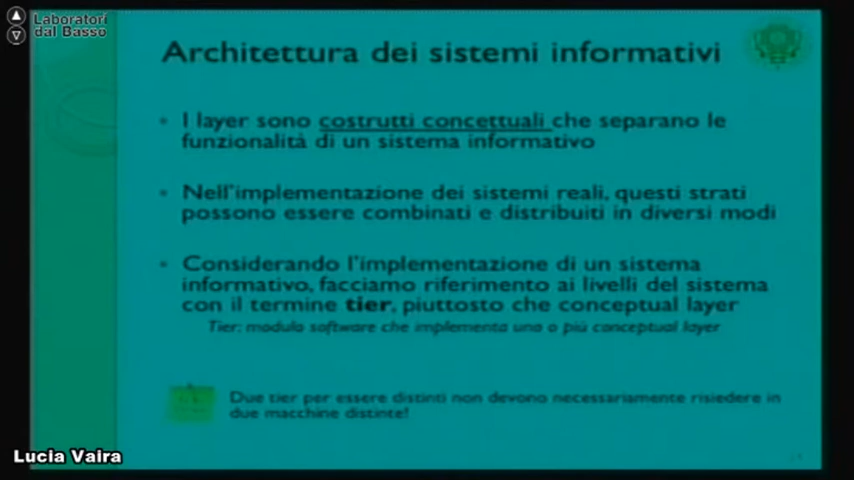 Laboratori
dal Basso
Architettura dei sistemi informativi
I layer sono costrutti concettuali che separano le
funzionalità di un sistema informativo
Nell'implementazione dei sistemi reali, questi strati
possono essere combinati e distribuiti in diversi modi
Considerando l'implementazione di un sistema
informativo, facciamo riferimento ai livelli del sistema
con il termine tier, piuttosto che conceptual layer
Tier: modulo software che implementa uno o più conceptual layer
Due tier per essere distinti non devono necessariamente risiedere in
due macchine distinte!
Lucia Vaira